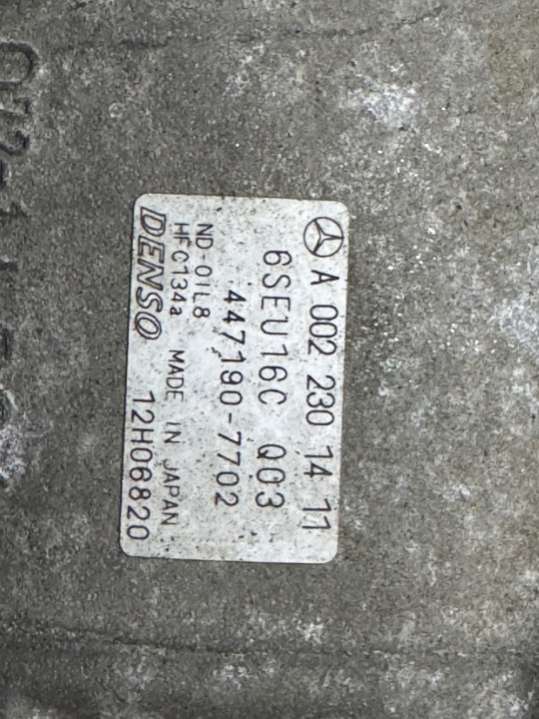 A 002 230 14 11
6SEU16C Q03
447190-7702
ND-OIL8
HFC134a MADE IN JAPAN
DENSO 12H06820